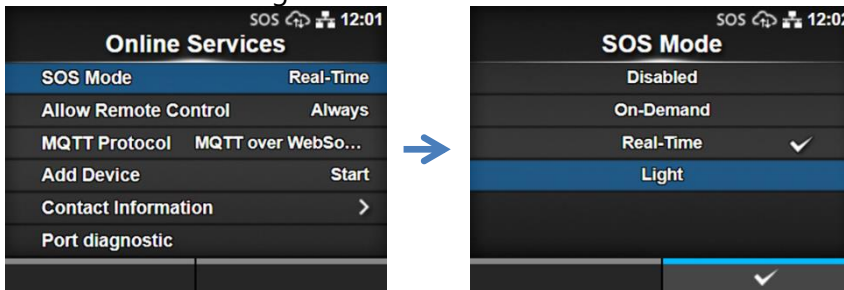 SOS 12:01
Online Services
SOS Mode Real-Time
Allow Remote Control Always
MQTT Protocol MQTT over WebSo...
Add Device Start
Contact Information >
Port diagnostic
SOS 12:02
SOS Mode
Disabled
On-Demand
Real-Time
Light